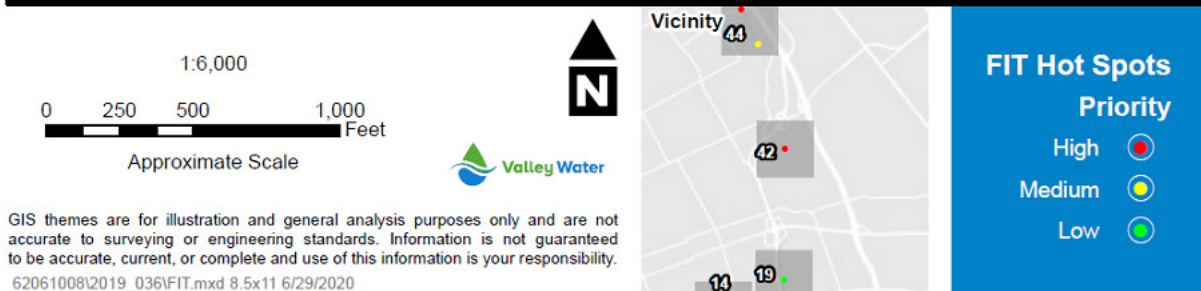 1:6,000
0 250 500 1,000
Feet
Approximate Scale
N
Valley Water
GIS themes are for illustration and general analysis purposes only and are not
accurate to surveying or engineering standards. Information is not guaranteed
to be accurate, current, or complete and use of this information is your responsibility.
62061008\2019_036\FIT.mxd 8.5x11 6/29/2020
Vicinity
44
42
19
14
FIT Hot Spots
Priority
High
Medium
Low